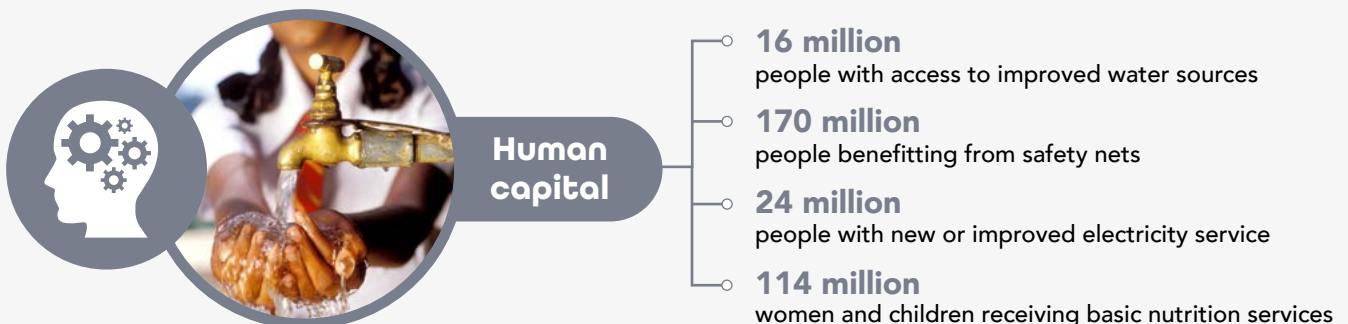 Human
capital
16 million
people with access to improved water sources
170 million
people benefitting from safety nets
24 million
people with new or improved electricity service
114 million
women and children receiving basic nutrition services